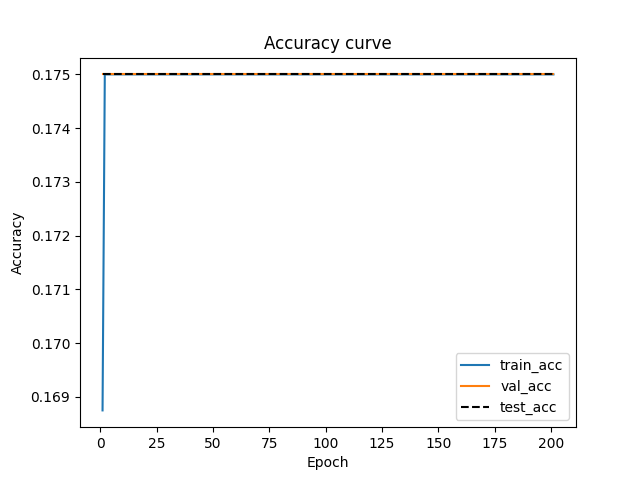 Accuracy curve
Accuracy
0.175
0.174
0.173
0.172
0.171
0.170
0.169
0 25 50 75 100 125 150 175 200
Epoch
train_acc
val_acc
test_acc